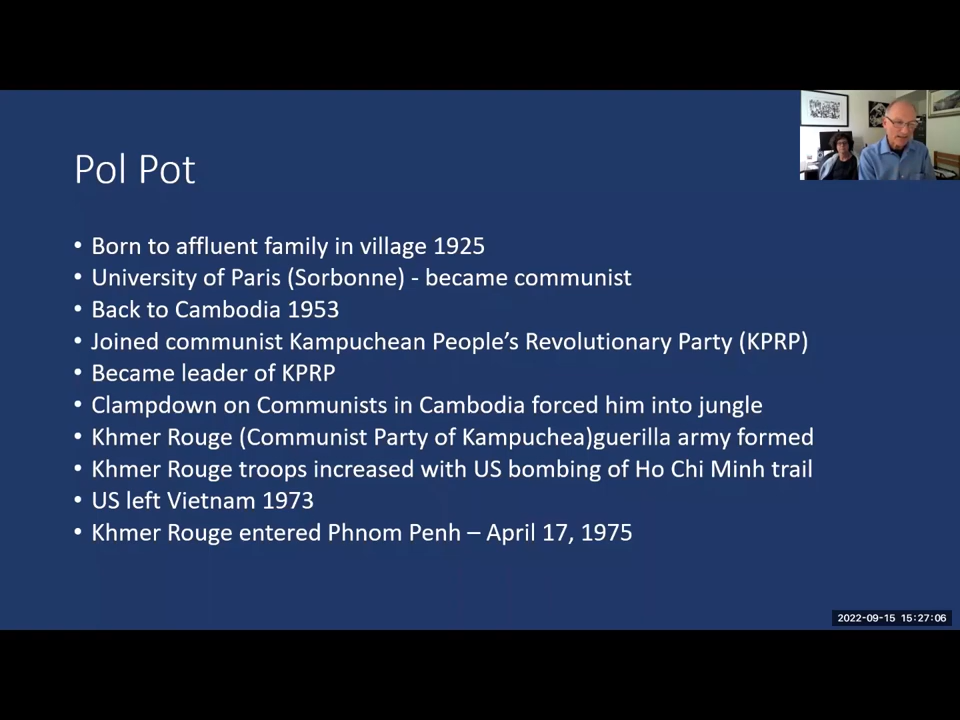 Pol Pot
• Born to affluent family in village 1925
• University of Paris (Sorbonne) - became communist
• Back to Cambodia 1953
• Joined communist Kampuchean People’s Revolutionary Party (KPRP)
• Became leader of KPRP
• Clampdown on Communists in Cambodia forced him into jungle
• Khmer Rouge (Communist Party of Kampuchea)guerilla army formed
• Khmer Rouge troops increased with US bombing of Ho Chi Minh trail
• US left Vietnam 1973
• Khmer Rouge entered Phnom Penh – April 17, 1975
2022-09-15 15:27:06